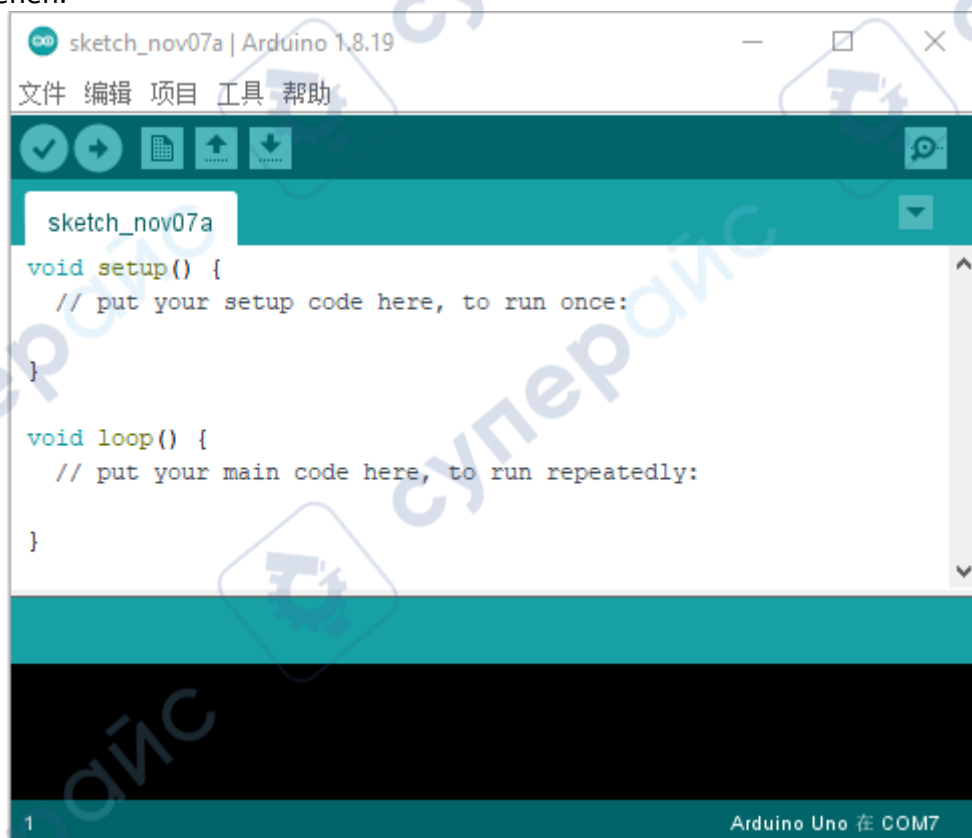 sketch_nov07a | Arduino 1.8.19
文件 编辑 项目 工具 帮助
sketch_nov07a
void setup() {
// put your setup code here, to run once:
}
void loop() {
// put your main code here, to run repeatedly:
}
1
Arduino Uno 在 COM7
суперайс